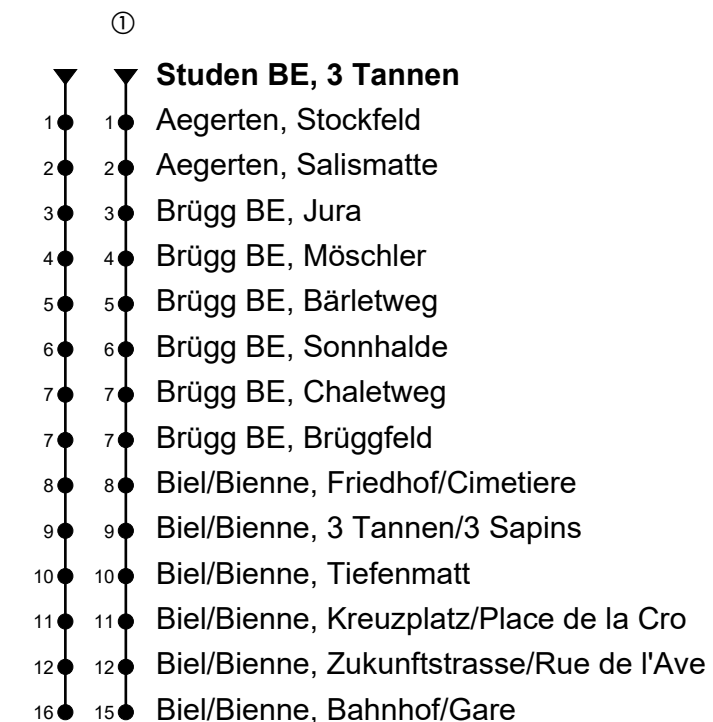 ①
Studen BE, 3 Tannen
1 1 Aegerten, Stockfeld
2 2 Aegerten, Salismatte
3 3 Brügg BE, Jura
4 4 Brügg BE, Möschler
5 5 Brügg BE, Bärletweg
6 6 Brügg BE, Sonnhalde
7 7 Brügg BE, Chaletweg
7 7 Brügg BE, Brüggfeld
8 8 Biel/Bienne, Friedhof/Cimetiere
9 9 Biel/Bienne, 3 Tannen/3 Sapins
10 10 Biel/Bienne, Tiefenmatt
11 11 Biel/Bienne, Kreuzplatz/Place de la Cro
12 12 Biel/Bienne, Zukunftstrasse/Rue de l'Ave
16 15 Biel/Bienne, Bahnhof/Gare